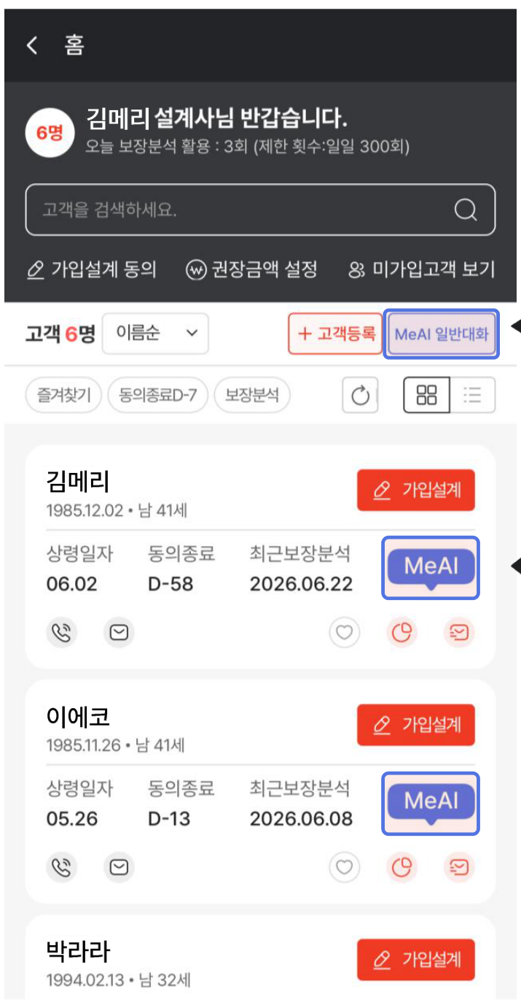 홈
6명
김메리 설계사님 반갑습니다.
오늘 보장분석 활용 : 3회 (제한 횟수:일일 300회)
고객을 검색하세요.
가입설계 동의 권장금액 설정 미가입고객 보기
고객 6명 이름순 + 고객등록 MeAI 일반대화
즐겨찾기 동의종료D-7 보장분석
김메리 가입설계
1985.12.02 • 남 41세
상령일자 동의종료 최근보장분석 MeAI
06.02 D-58 2026.06.22
이에코 가입설계
1985.11.26 • 남 41세
상령일자 동의종료 최근보장분석 MeAI
05.26 D-13 2026.06.08
박라라 가입설계
1994.02.13 • 남 32세